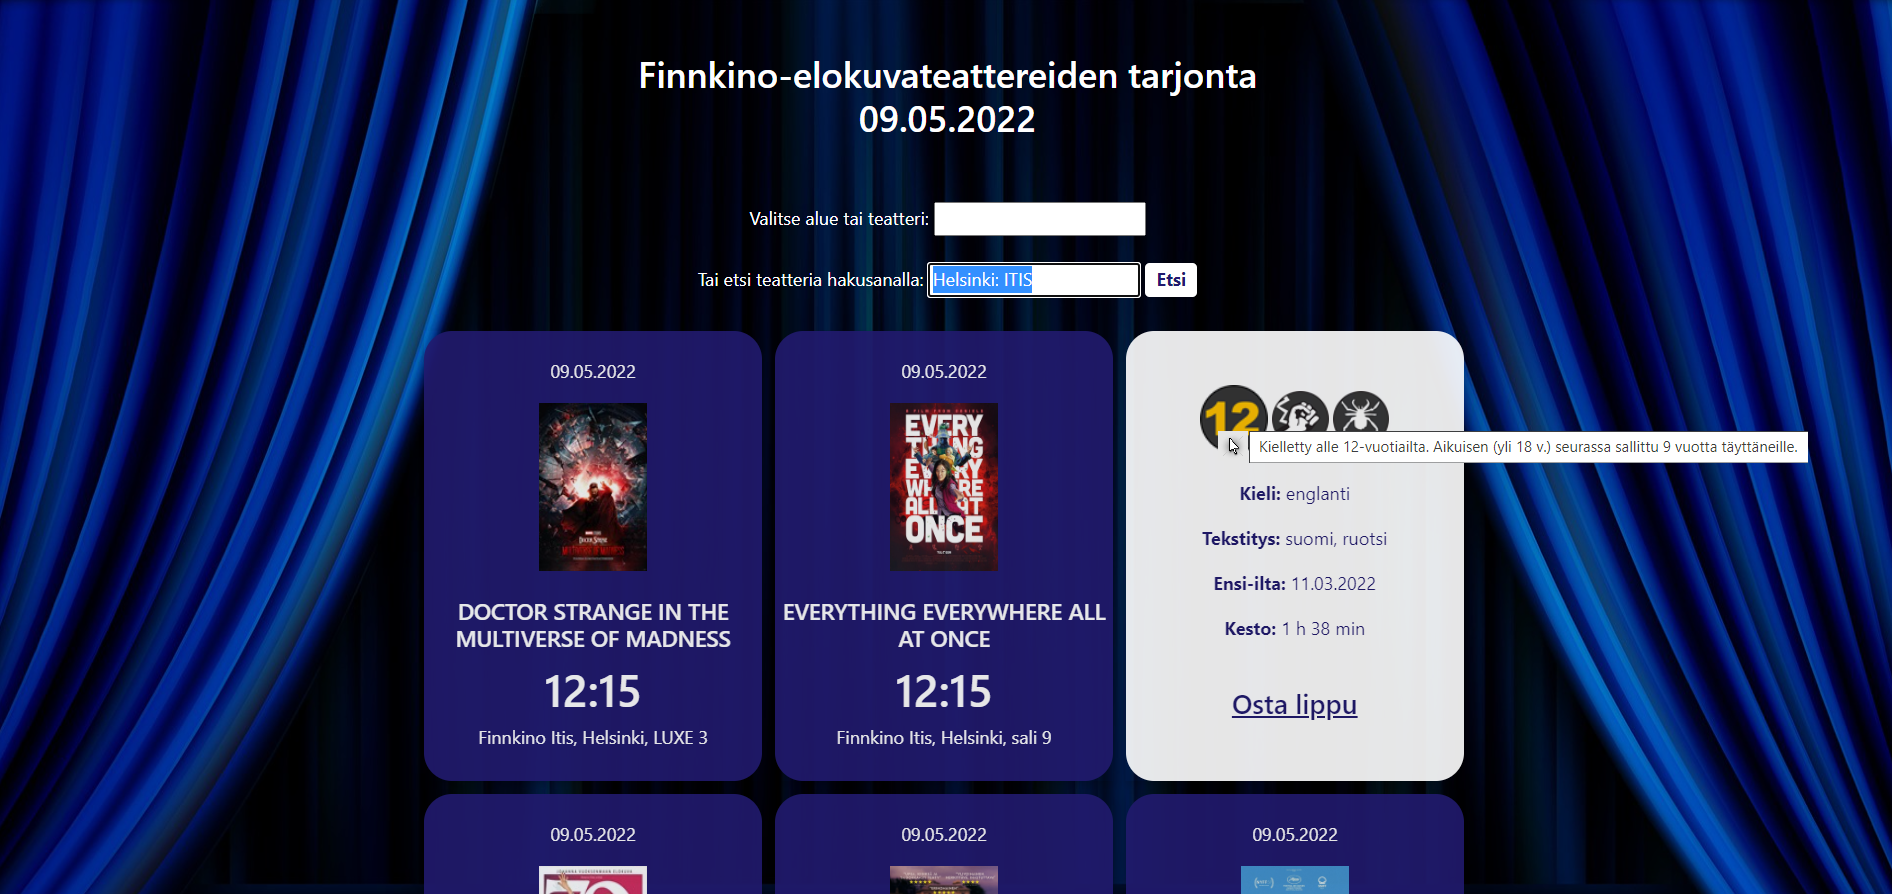 Finnkino-elokuvateattereiden tarjonta
09.05.2022
Valitse alue tai teatteri:
Tai etsi teatteria hakusanalla: Helsinki: ITIS Etsi
09.05.2022
DOCTOR STRANGE IN THE
MULTIVERSE OF MADNESS
12:15
Finnkino Itis, Helsinki, LUXE 3
09.05.2022
EVERY
THING
EVERY
WHERE
ALL AT
ONCE
EVERYTHING EVERYWHERE ALL
AT ONCE
12:15
Finnkino Itis, Helsinki, sali 9
12
Kielletty alle 12-vuotiailta. Aikuisen (yli 18 v.) seurassa sallittu 9 vuotta täyttäneille.
Kieli: englanti
Tekstitys: suomi, ruotsi
Ensi-ilta: 11.03.2022
Kesto: 1 h 38 min
Osta lippu
09.05.2022
09.05.2022
09.05.2022